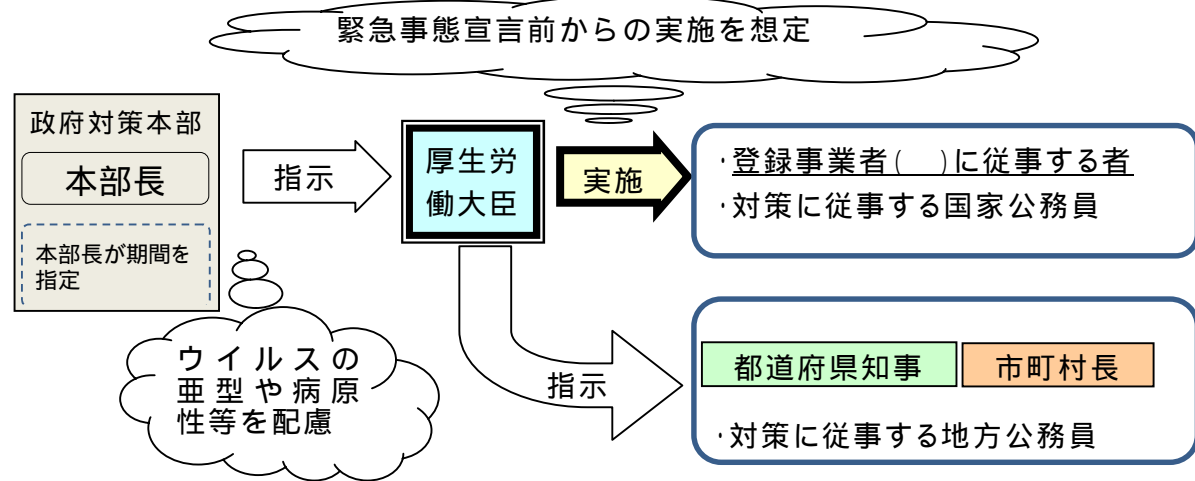 緊急事態宣言前からの実施を想定
政府対策本部
本部長
本部長が期間を
指定
指示
厚生労
働大臣
実施
・登録事業者(　)に従事する者
・対策に従事する国家公務員
ウイルスの
亜型や病原
性等を配慮
指示
都道府県知事
市町村長
・対策に従事する地方公務員